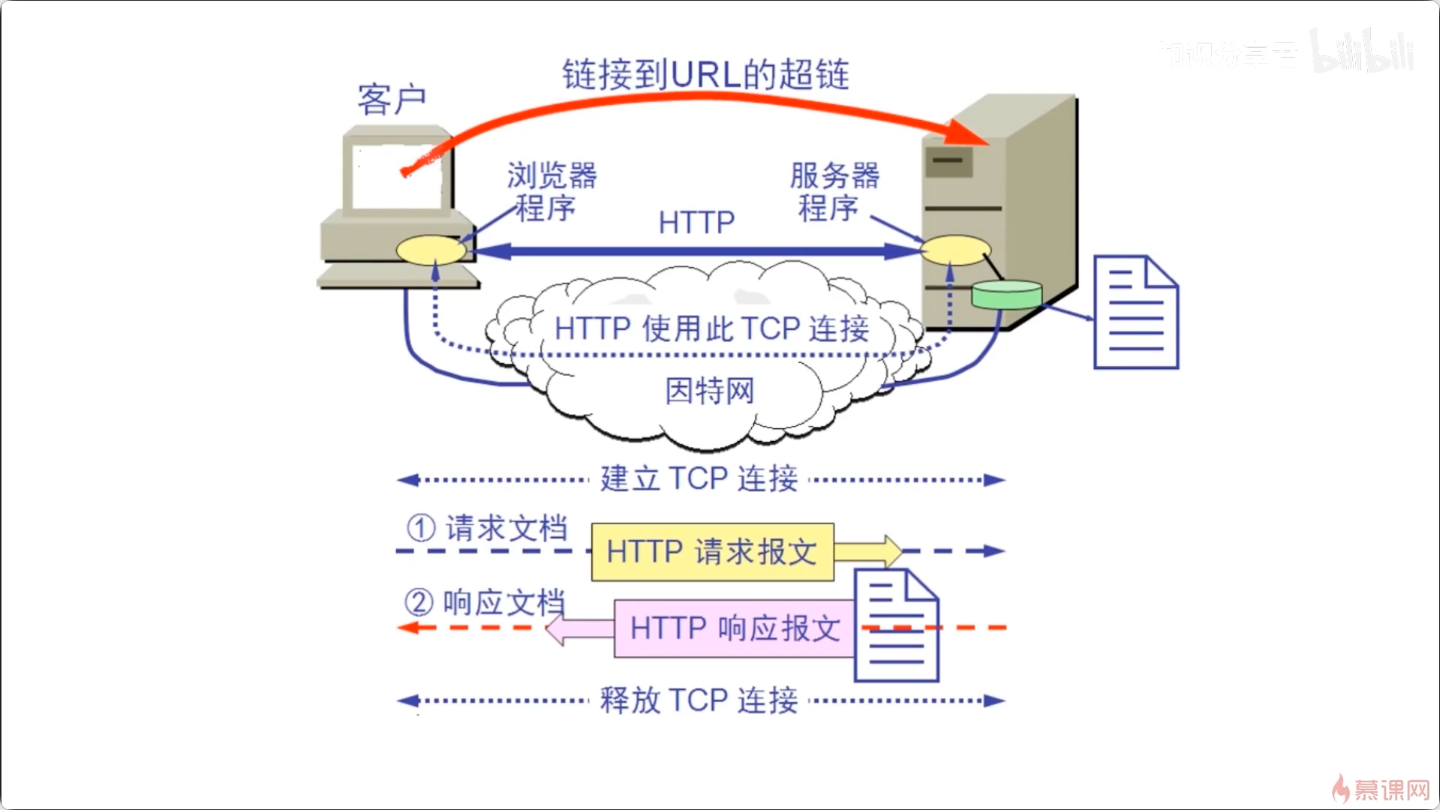 bilibili
链接到URL的超链
客户
浏览器
程序
服务器
程序
HTTP
HTTP 使用此 TCP 连接
因特网
建立 TCP 连接
① 请求文档
HTTP 请求报文
② 响应文档
HTTP 响应报文
释放 TCP 连接
慕课网